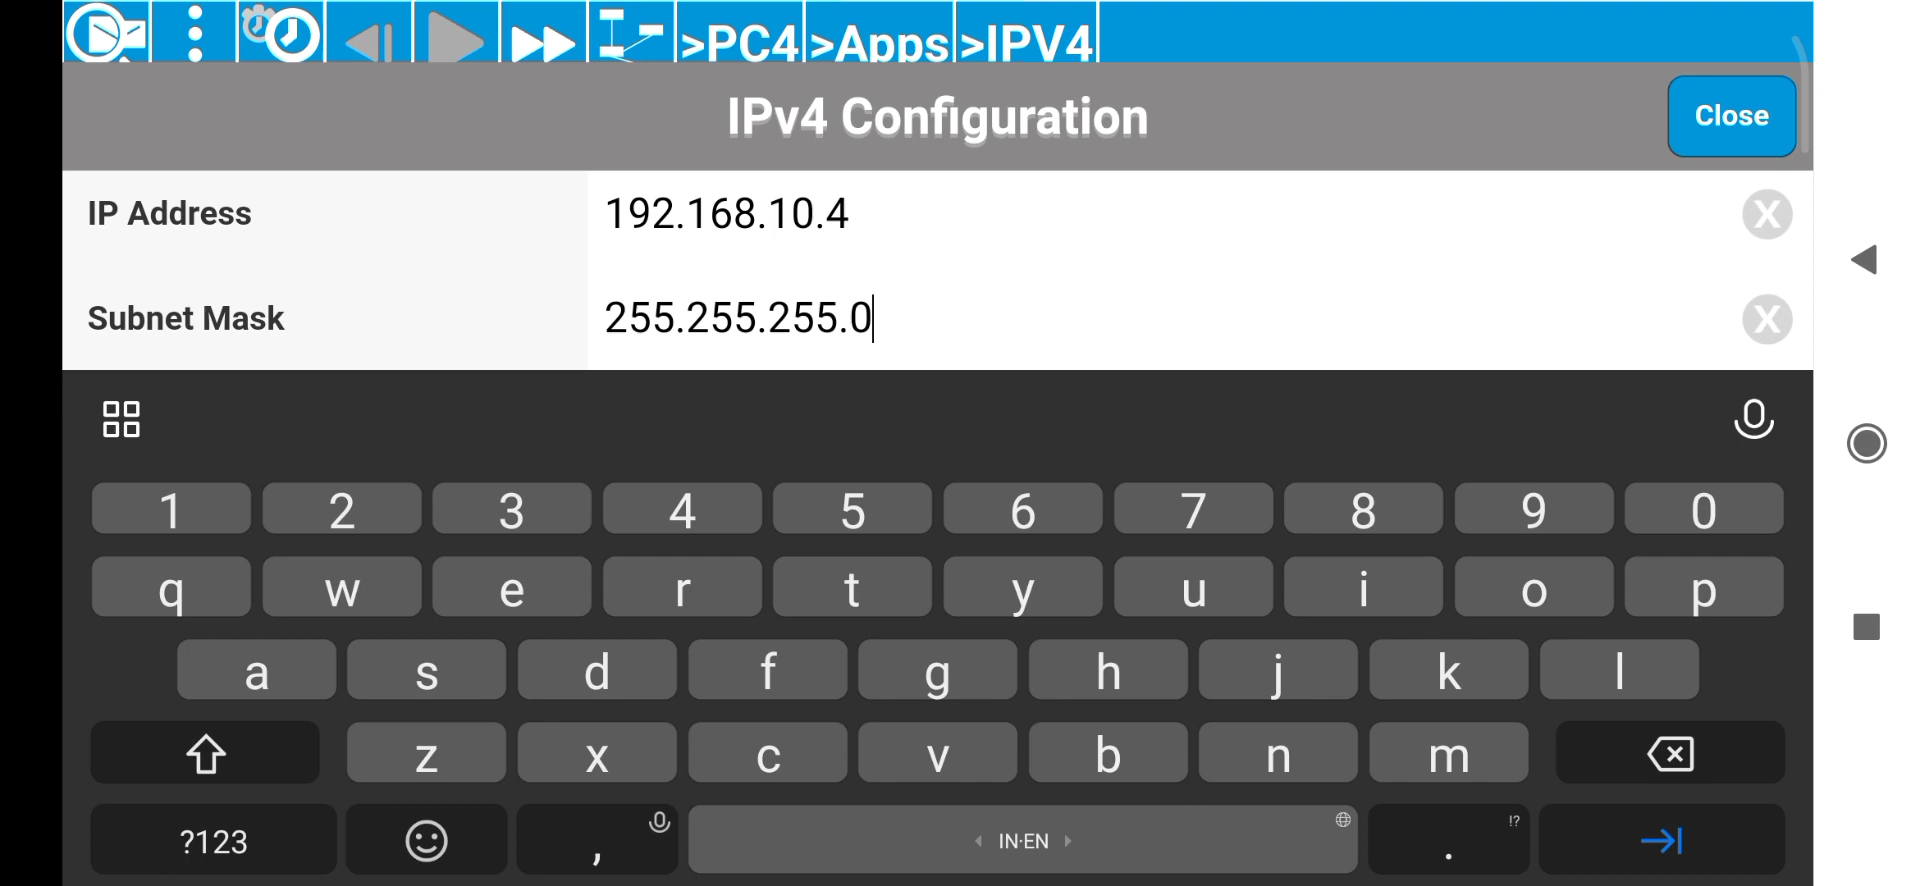 >PC4 >Apps >IPV4
IPv4 Configuration
Close
IP Address 192.168.10.4 X
Subnet Mask 255.255.255.0 X
1 2 3 4 5 6 7 8 9 0
q w e r t y u i o p
a s d f g h j k l
z x c v b n m
?123 , IN·EN . !?